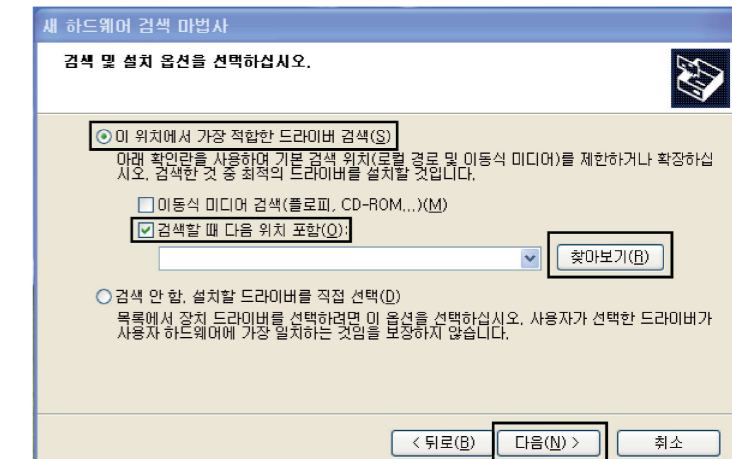 새 하드웨어 검색 마법사
검색 및 설치 옵션을 선택하십시오.
이 위치에서 가장 적합한 드라이버 검색(S)
아래 확인란을 사용하여 기본 검색 위치(로컬 경로 및 이동식 미디어)를 제한하거나 확장하십
시오. 검색한 것 중 최적의 드라이버를 설치할 것입니다.
이동식 미디어 검색(플로피, CD-ROM...)(M)
검색할 때 다음 위치 포함(O):
찾아보기(R)
검색 안 함. 설치할 드라이버를 직접 선택(D)
목록에서 장치 드라이버를 선택하려면 이 옵션을 선택하십시오. 사용자가 선택한 드라이버가
사용자 하드웨어에 가장 일치하는 것임을 보장하지 않습니다.
< 뒤로(B)
다음(N) >
취소